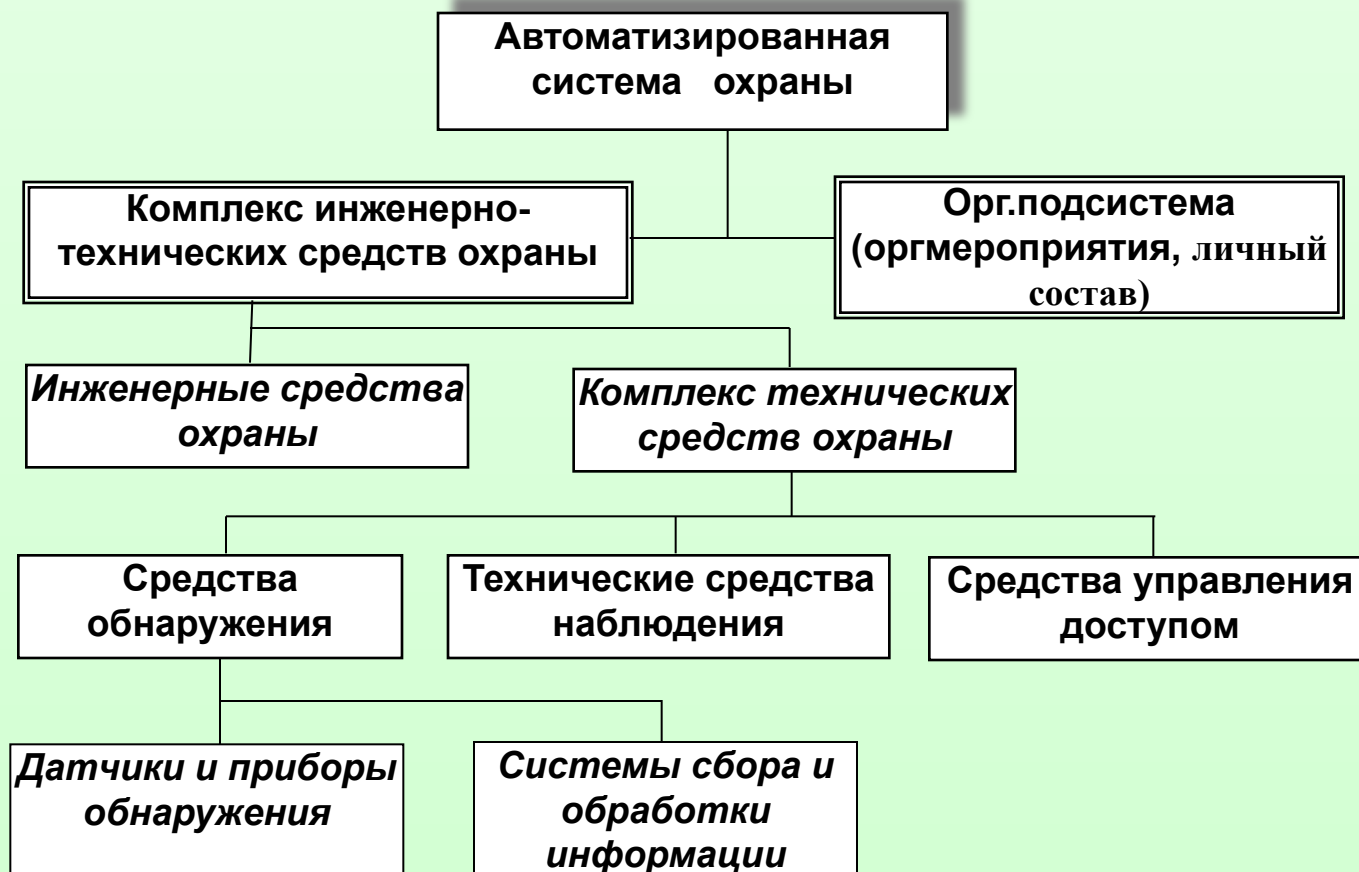 Автоматизированная
система охраны
Комплекс инженерно-
технических средств охраны
Орг.подсистема
(оргмероприятия, личный
состав)
Инженерные средства
охраны
Комплекс технических
средств охраны
Средства
обнаружения
Технические средства
наблюдения
Средства управления
доступом
Датчики и приборы
обнаружения
Системы сбора и
обработки
информации